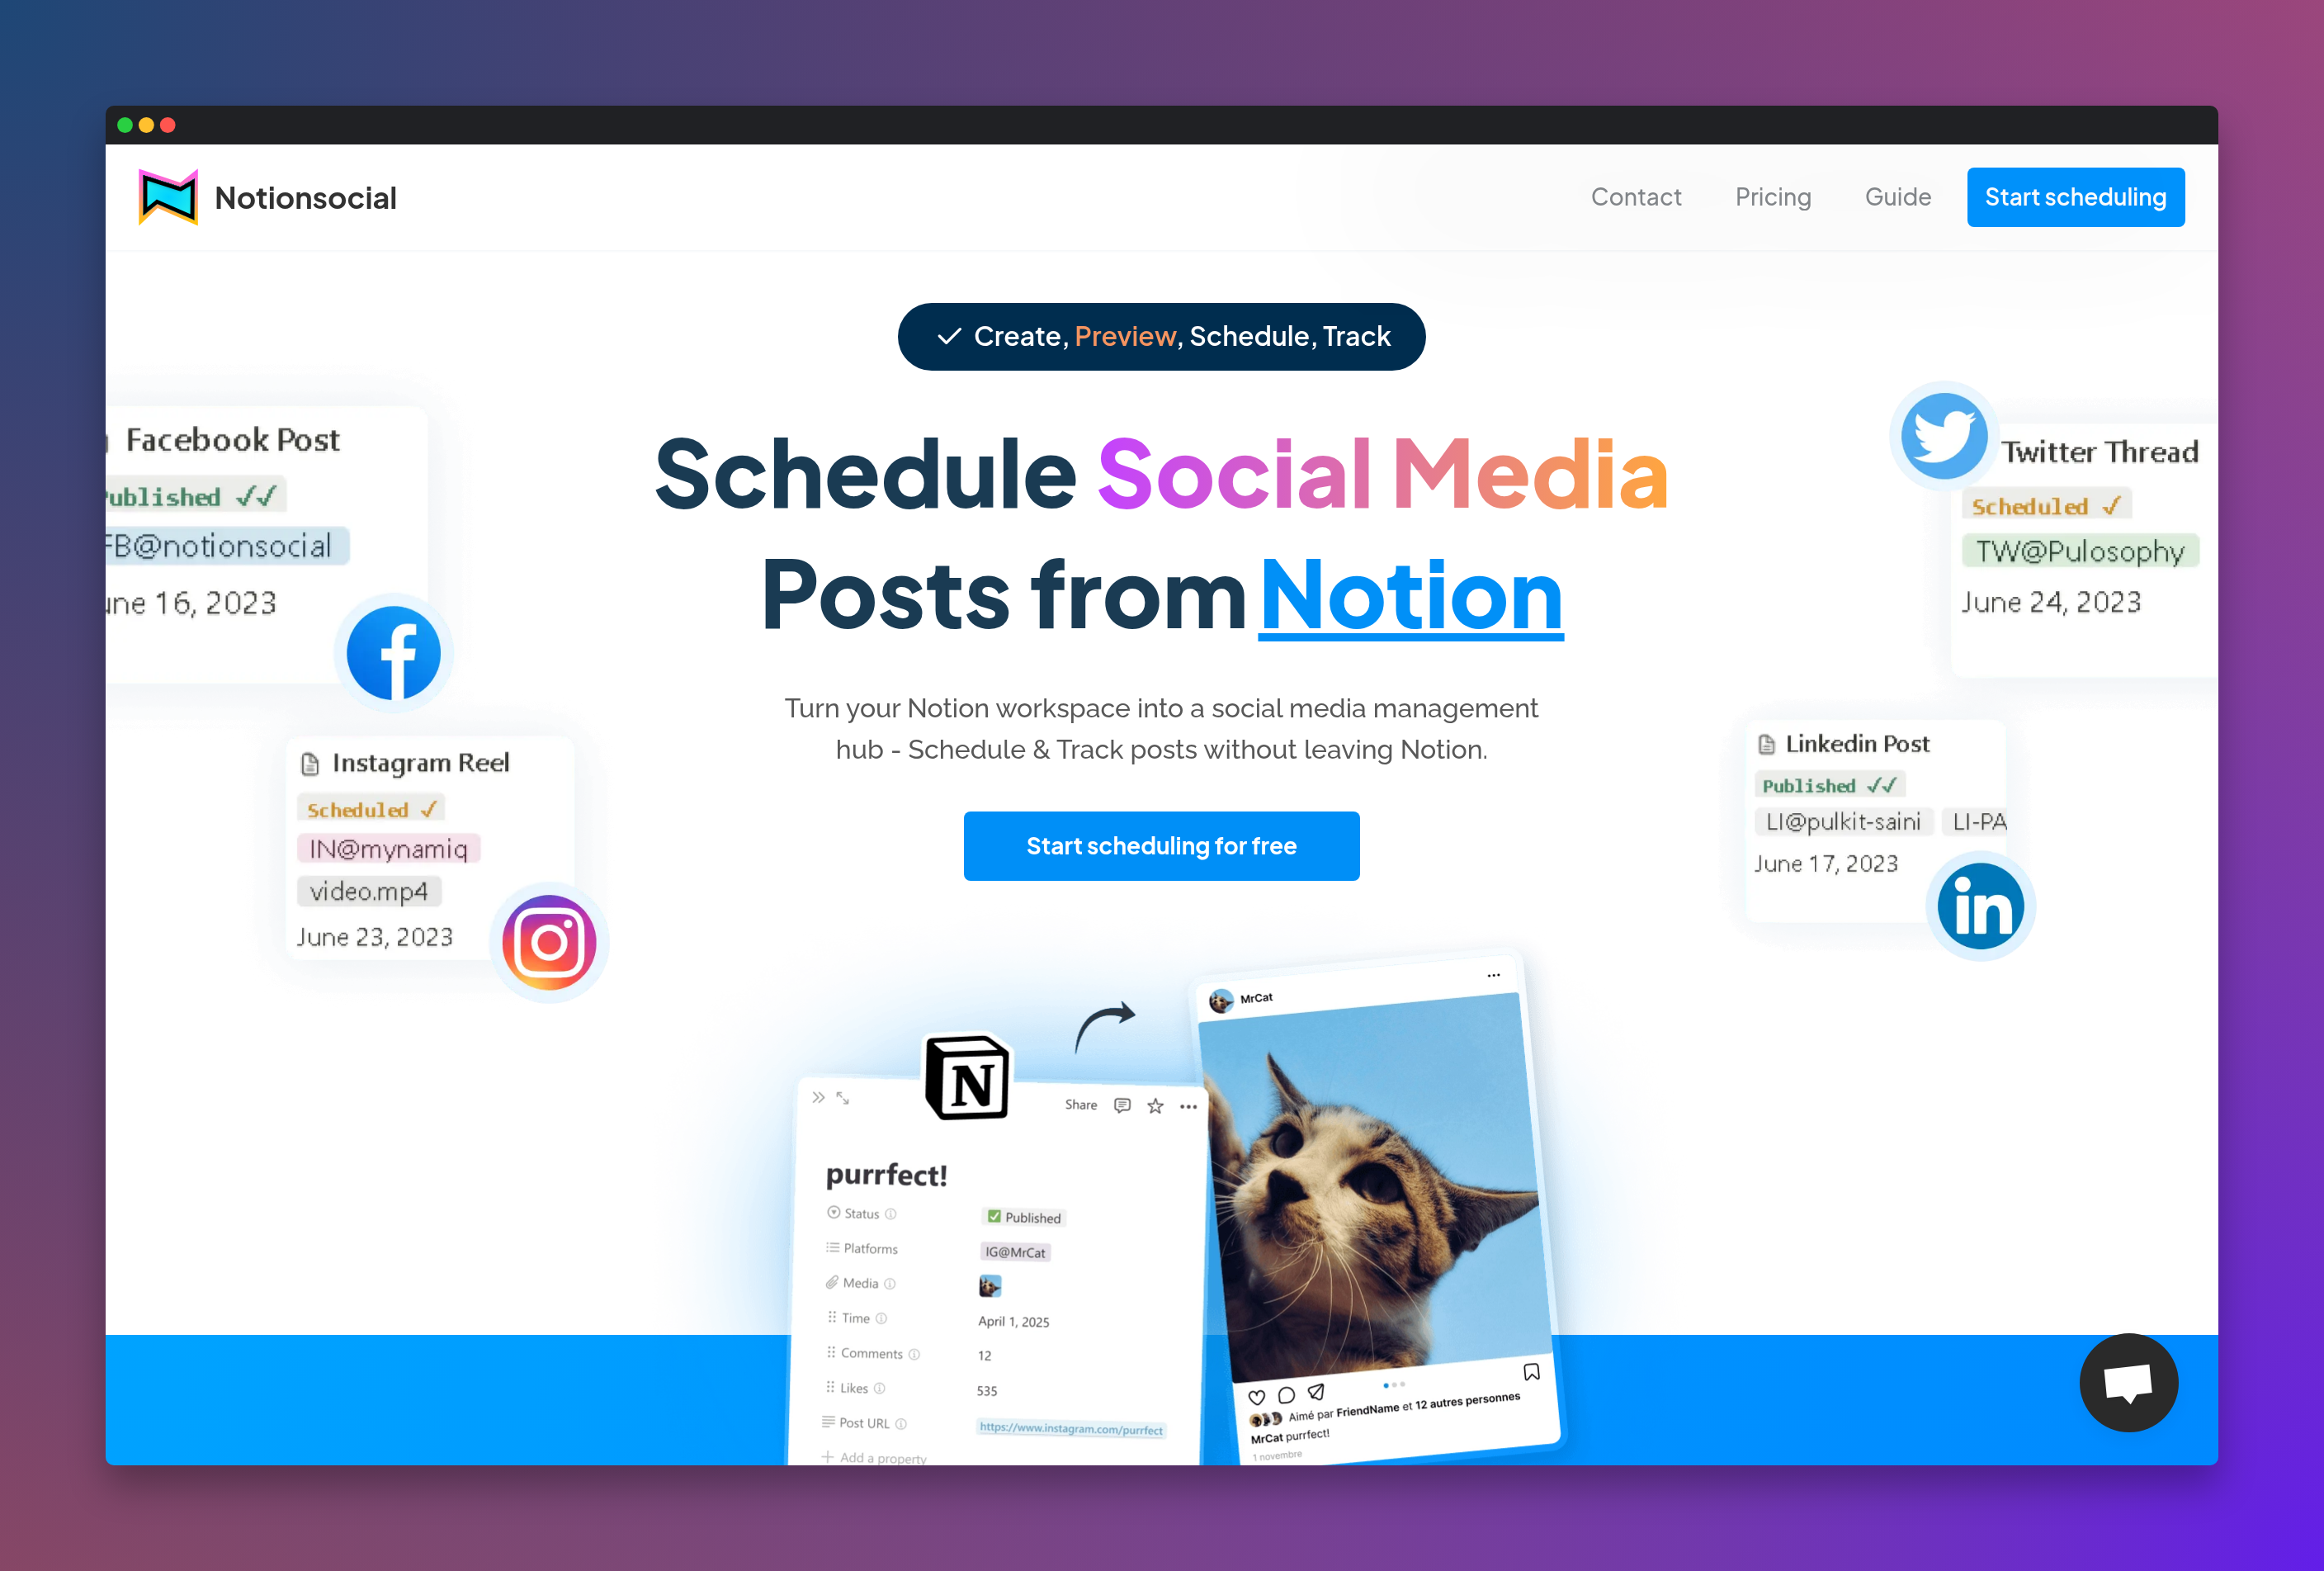 Notionsocial
Contact
Pricing
Guide
Start scheduling
Create, Preview, Schedule, Track
Schedule Social Media
Posts from Notion
Turn your Notion workspace into a social media management
hub - Schedule & Track posts without leaving Notion.
Start scheduling for free
Facebook Post
ublished ✓✓
FB@notionsocial
une 16, 2023
Instagram Reel
Scheduled ✓
IN@mynamiq
video.mp4
June 23, 2023
Twitter Thread
Scheduled ✓
TW@Pulosophy
June 24, 2023
Linkedin Post
Published ✓✓
LI@pulkit-saini LI-PA
June 17, 2023
in
N
Share
purrfect!
Status
Published
Platforms
IG@MrCat
Media
Time
April 1, 2025
Comments
12
Likes
535
Post URL
https://www.instagram.com/purrfect
Add a property
MrCat
Aimé par FriendName et 12 autres personnes
MrCat purrfect!
1 novembre